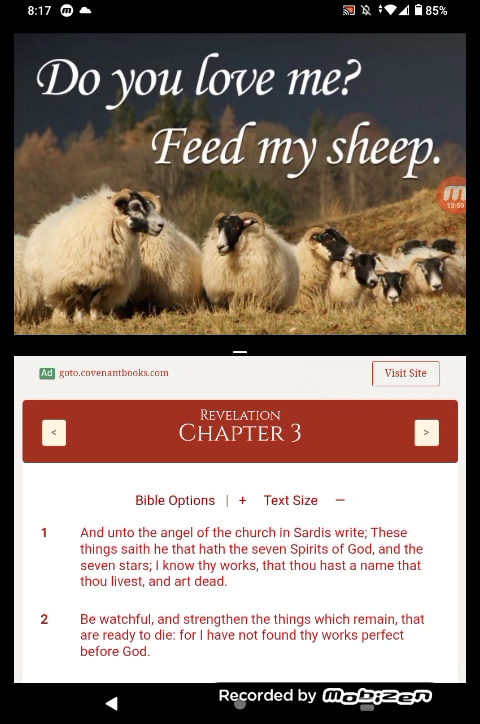 8:17
85%
Do you love me?
Feed my sheep.
13:59
Ad goto.covenantbooks.com
Visit Site
Revelation
Chapter 3
<
>
Bible Options | + Text Size –
1 And unto the angel of the church in Sardis write; These
things saith he that hath the seven Spirits of God, and the
seven stars; I know thy works, that thou hast a name that
thou livest, and art dead.
2 Be watchful, and strengthen the things which remain, that
are ready to die: for I have not found thy works perfect
before God.
Recorded by Mobizen